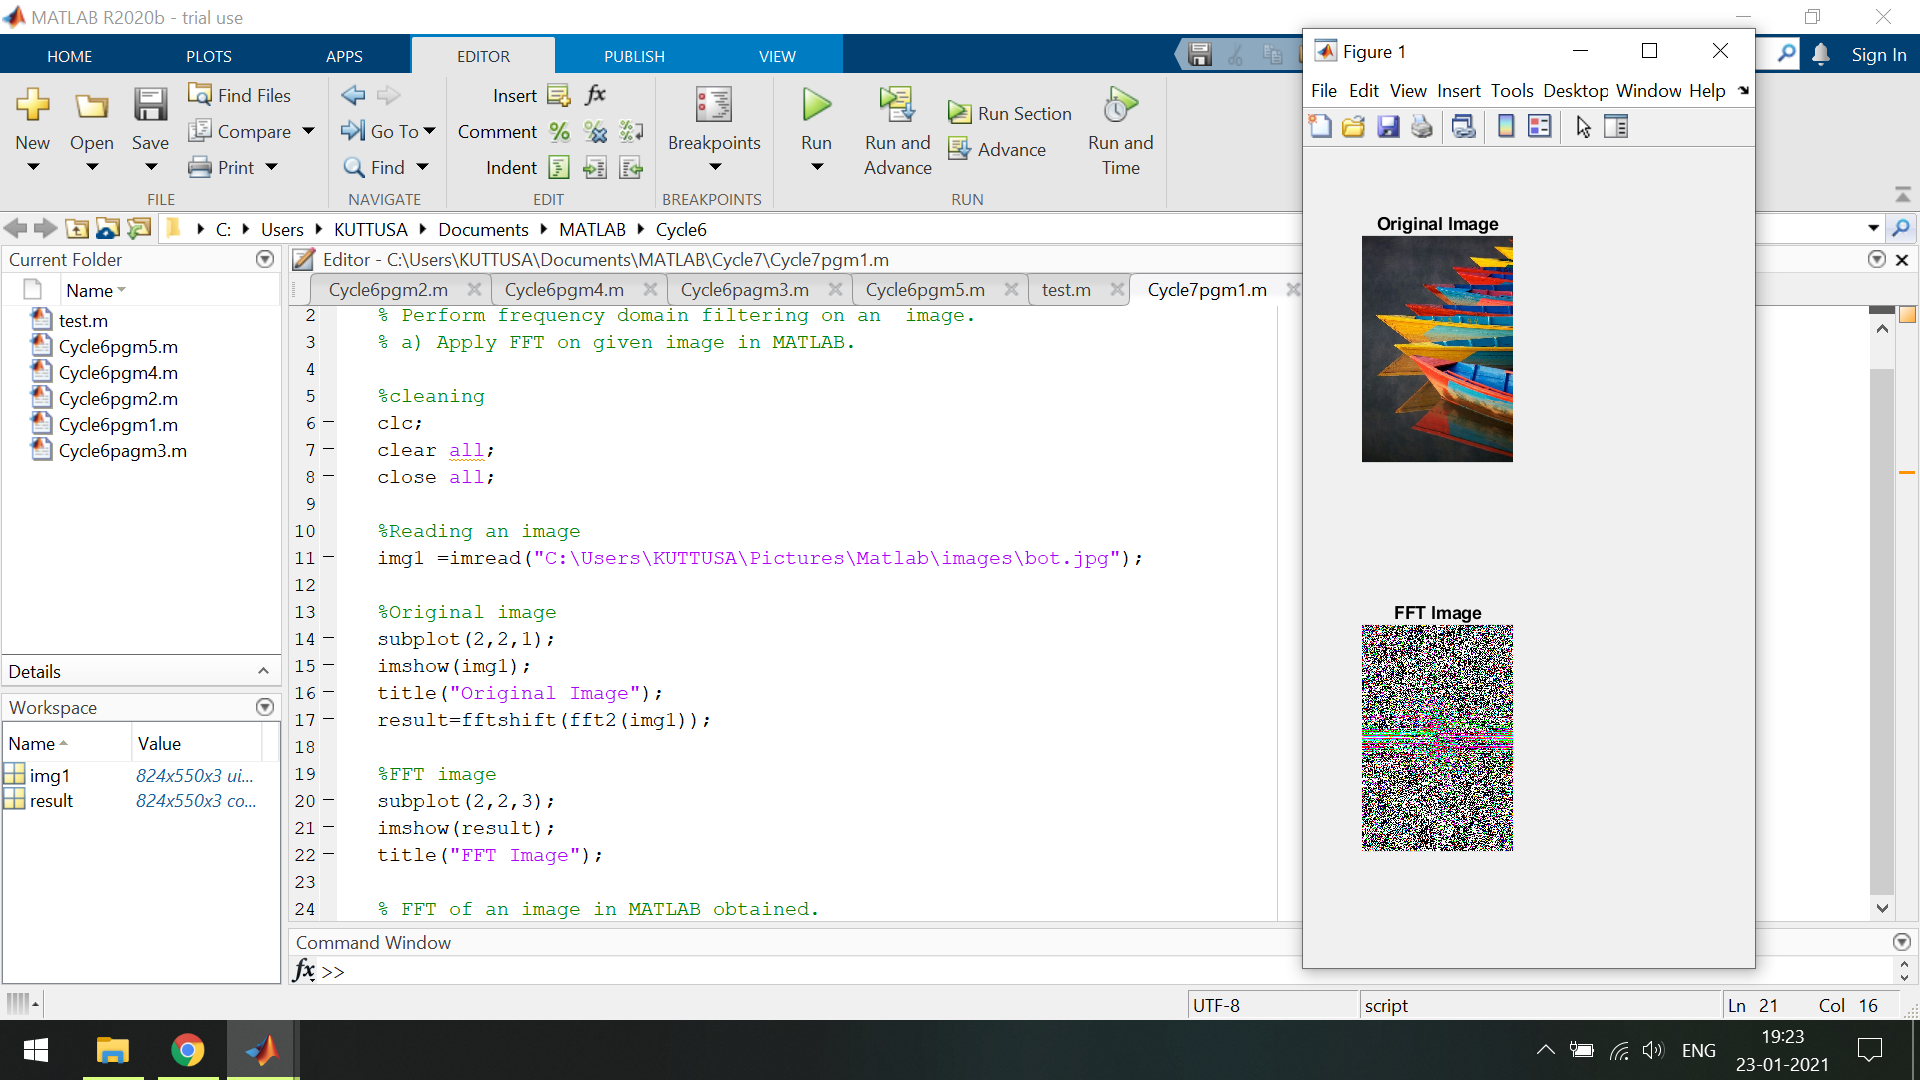 MATLAB R2020b - trial use
HOME PLOTS APPS EDITOR PUBLISH VIEW
Sign In
New
Open
Save
Find Files
Compare
Print
FILE
Go To
Find
NAVIGATE
Insert
Comment
Indent
EDIT
Breakpoints
BREAKPOINTS
Run
Run and Advance
Run Section
Advance
Run and Time
RUN
C: Users KUTTUSA Documents MATLAB Cycle6
Current Folder
Name
test.m
Cycle6pgm5.m
Cycle6pgm4.m
Cycle6pgm2.m
Cycle6pgm1.m
Cycle6pagm3.m
Details
Workspace
Name Value
img1 824x550x3 ui...
result 824x550x3 co...
Editor - C:\Users\KUTTUSA\Documents\MATLAB\Cycle7\Cycle7pgm1.m
Cycle6pgm2.m Cycle6pgm4.m Cycle6pagm3.m Cycle6pgm5.m test.m Cycle7pgm1.m
2 % Perform frequency domain filtering on an  image.
3 % a) Apply FFT on given image in MATLAB.
4
5 %cleaning
6 clc;
7 clear all;
8 close all;
9
10 %Reading an image
11 img1 =imread("C:\Users\KUTTUSA\Pictures\Matlab\images\bot.jpg");
12
13 %Original image
14 subplot(2,2,1);
15 imshow(img1);
16 title("Original Image");
17 result=fftshift(fft2(img1));
18
19 %FFT image
20 subplot(2,2,3);
21 imshow(result);
22 title("FFT Image");
23
24 % FFT of an image in MATLAB obtained.
Command Window
fx >>
Figure 1
File Edit View Insert Tools Desktop Window Help
Original Image
FFT Image
UTF-8 script Ln 21 Col 16
ENG
19:23
23-01-2021